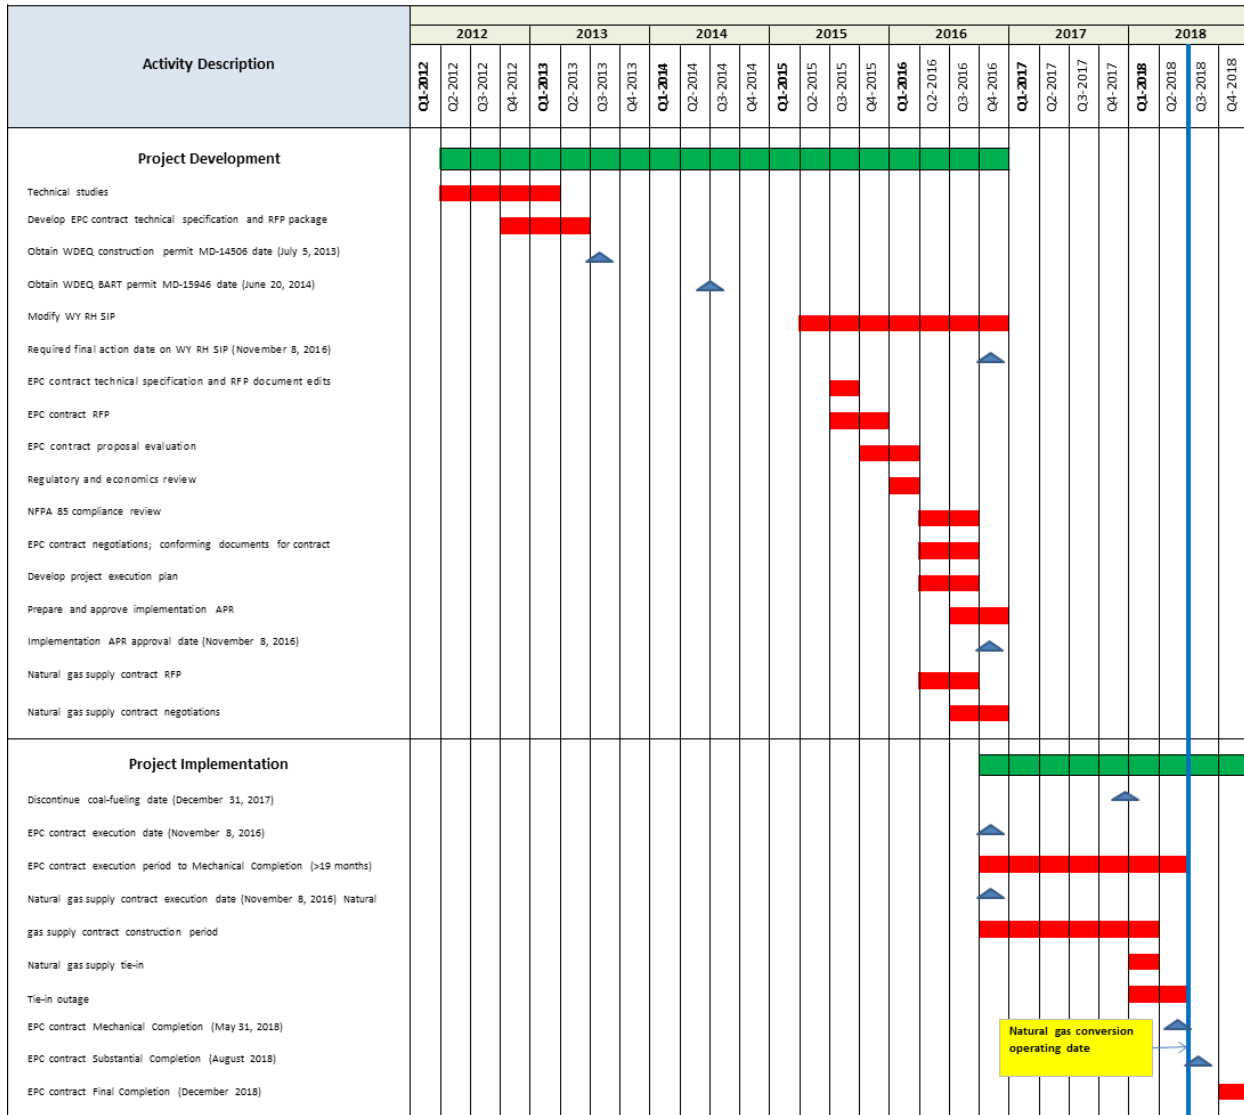 2012 2013 2014 2015 2016 2017 2018
Activity Description
Q1-2012 Q2-2012 Q3-2012 Q4-2012 Q1-2013 Q2-2013 Q3-2013 Q4-2013 Q1-2014 Q2-2014 Q3-2014 Q4-2014 Q1-2015 Q2-2015 Q3-2015 Q4-2015 Q1-2016 Q2-2016 Q3-2016 Q4-2016 Q1-2017 Q2-2017 Q3-2017 Q4-2017 Q1-2018 Q2-2018 Q3-2018 Q4-2018
Project Development
Technical studies
Develop EPC contract technical specification and RFP package
Obtain WDEQ construction permit MD-14506 date (July 5, 2013)
Obtain WDEQ BART permit MD-15946 date (June 20, 2014)
Modify WY RH SIP
Required final action date on WY RH SIP (November 8, 2016)
EPC contract technical specification and RFP document edits
EPC contract RFP
EPC contract proposal evaluation
Regulatory and economics review
NFPA 85 compliance review
EPC contract negotiations; conforming documents for contract
Develop project execution plan
Prepare and approve implementation APR
Implementation APR approval date (November 8, 2016)
Natural gas supply contract RFP
Natural gas supply contract negotiations
Project Implementation
Discontinue coal-fueling date (December 31, 2017)
EPC contract execution date (November 8, 2016)
EPC contract execution period to Mechanical Completion (>19 months)
Natural gas supply contract execution date (November 8, 2016) Natural
gas supply contract construction period
Natural gas supply tie-in
Tie-in outage
EPC contract Mechanical Completion (May 31, 2018)
EPC contract Substantial Completion (August 2018)
EPC contract Final Completion (December 2018)
Natural gas conversion
operating date